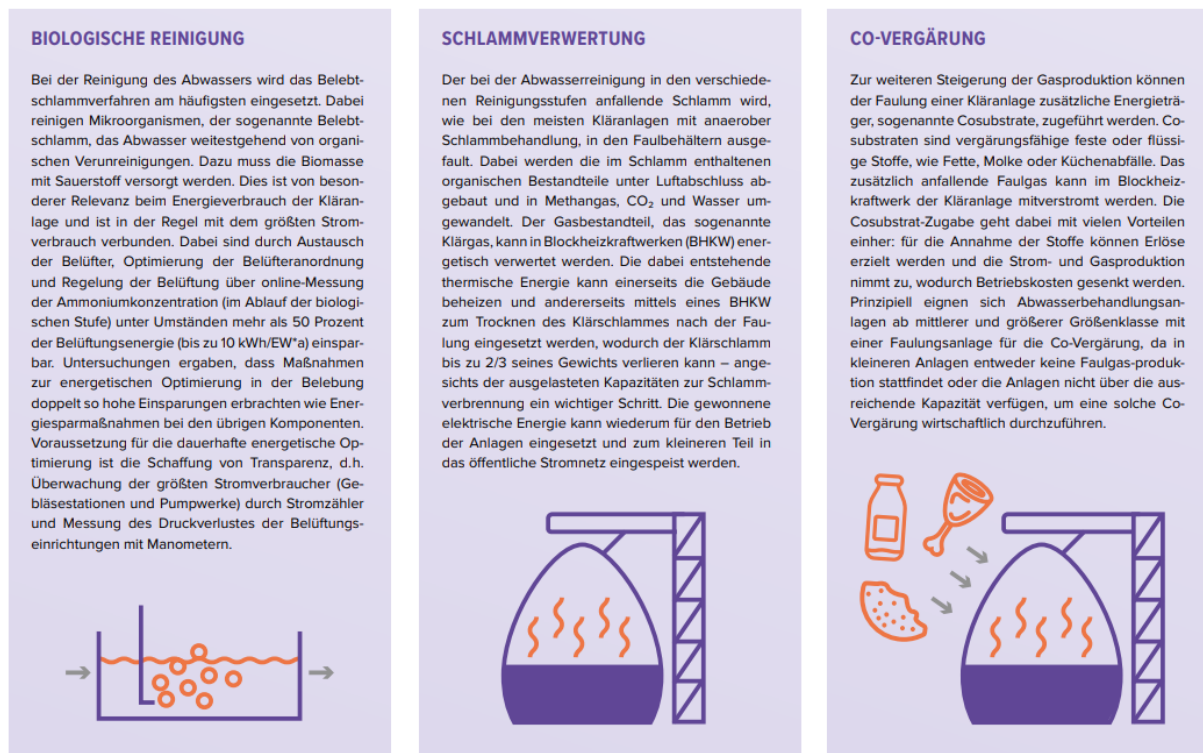 BIOLOGISCHE REINIGUNG
Bei der Reinigung des Abwassers wird das Belebt-
schlammverfahren am häufigsten eingesetzt. Dabei
reinigen Mikroorganismen, der sogenannte Belebt-
schlamm, das Abwasser weitestgehend von organi-
schen Verunreinigungen. Dazu muss die Biomasse
mit Sauerstoff versorgt werden. Dies ist von beson-
derer Relevanz beim Energieverbrauch der Kläran-
lage und ist in der Regel mit dem größten Strom-
verbrauch verbunden. Dabei sind durch Austausch
der Belüfter, Optimierung der Belüfteranordnung
und Regelung der Belüftung über online-Messung
der Ammoniumkonzentration (im Ablauf der biologi-
schen Stufe) unter Umständen mehr als 50 Prozent
der Belüftungsenergie (bis zu 10 kWh/EW*a) einspar-
bar. Untersuchungen ergaben, dass Maßnahmen
zur energetischen Optimierung in der Belebung
doppelt so hohe Einsparungen erbrachten wie Ener-
giesparmaßnahmen bei den übrigen Komponenten.
Voraussetzung für die dauerhafte energetische Op-
timierung ist die Schaffung von Transparenz, d.h.
Überwachung der größten Stromverbraucher (Ge-
bläsestationen und Pumpwerke) durch Stromzähler
und Messung des Druckverlustes der Belüftungs-
einrichtungen mit Manometern.
SCHLAMMVERWERTUNG
Der bei der Abwasserreinigung in den verschiede-
nen Reinigungsstufen anfallende Schlamm wird,
wie bei den meisten Kläranlagen mit anaerober
Schlammbehandlung, in den Faulbehältern ausge-
fault. Dabei werden die im Schlamm enthaltenen
organischen Bestandteile unter Luftabschluss ab-
gebaut und in Methangas, CO₂ und Wasser um-
gewandelt. Der Gasbestandteil, das sogenannte
Klärgas, kann in Blockheizkraftwerken (BHKW) ener-
getisch verwertet werden. Die dabei entstehende
thermische Energie kann einerseits die Gebäude
beheizen und andererseits mittels eines BHKW
zum Trocknen des Klärschlammes nach der Fau-
lung eingesetzt werden, wodurch der Klärschlamm
bis zu 2/3 seines Gewichts verlieren kann – ange-
sichts der ausgelasteten Kapazitäten zur Schlamm-
verbrennung ein wichtiger Schritt. Die gewonnene
elektrische Energie kann wiederum für den Betrieb
der Anlagen eingesetzt und zum kleineren Teil in
das öffentliche Stromnetz eingespeist werden.
CO-VERGÄRUNG
Zur weiteren Steigerung der Gasproduktion können
der Faulung einer Kläranlage zusätzliche Energieträ-
ger, sogenannte Cosubstrate, zugeführt werden. Co-
substraten sind vergärungsfähige feste oder flüssi-
ge Stoffe, wie Fette, Molke oder Küchenabfälle. Das
zusätzlich anfallende Faulgas kann im Blockheiz-
kraftwerk der Kläranlage mitverstromt werden. Die
Cosubstrat-Zugabe geht dabei mit vielen Vorteilen
einher: für die Annahme der Stoffe können Erlöse
erzielt werden und die Strom- und Gasproduktion
nimmt zu, wodurch Betriebskosten gesenkt werden.
Prinzipiell eignen sich Abwasserbehandlungsan-
lagen ab mittlerer und größerer Größenklasse mit
einer Faulungsanlage für die Co-Vergärung, da in
kleineren Anlagen entweder keine Faulgas-produk-
tion stattfindet oder die Anlagen nicht über die aus-
reichende Kapazität verfügen, um eine solche Co-
Vergärung wirtschaftlich durchzuführen.